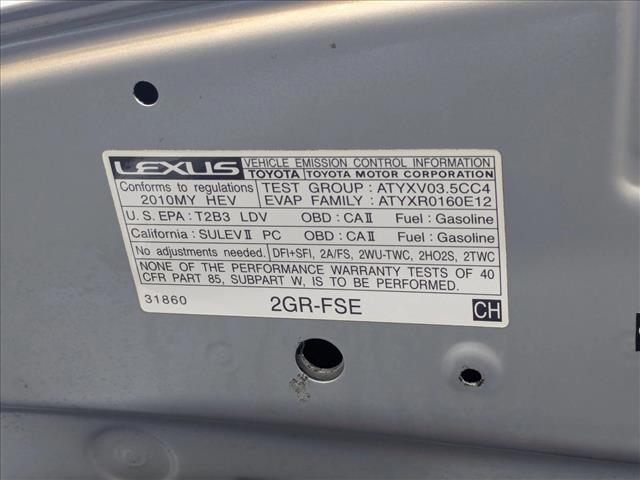 LEXUS VEHICLE EMISSION CONTROL INFORMATION
TOYOTA TOYOTA MOTOR CORPORATION
Conforms to regulations
2010MY HEV
TEST GROUP : ATYXV03.5CC4
EVAP FAMILY : ATYXR0160E12
U.S. EPA : T2B3 LDV OBD : CAII Fuel : Gasoline
California : SULEVII PC OBD : CAII Fuel : Gasoline
No adjustments needed. DFI+SFI, 2A/FS, 2WU-TWC, 2HO2S, 2TWC
NONE OF THE PERFORMANCE WARRANTY TESTS OF 40
CFR PART 85, SUBPART W, IS TO BE PERFORMED.
31860 2GR-FSE CH